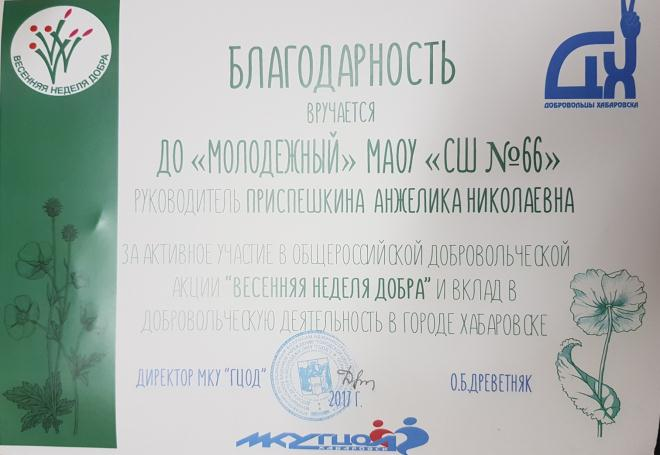 ВЕСЕННЯЯ НЕДЕЛЯ ДОБРА
ДХ
ДОБРОВОЛЬЦЫ ХАБАРОВСКА
БЛАГОДАРНОСТЬ
ВРУЧАЕТСЯ
ДО «МОЛОДЕЖНЫЙ» МАОУ «СШ №66»
РУКОВОДИТЕЛЬ ПРИСПЕШКИНА АНЖЕЛИКА НИКОЛАЕВНА
ЗА АКТИВНОЕ УЧАСТИЕ В ОБЩЕРОССИЙСКОЙ ДОБРОВОЛЬЧЕСКОЙ
АКЦИИ "ВЕСЕННЯЯ НЕДЕЛЯ ДОБРА" И ВКЛАД В
ДОБРОВОЛЬЧЕСКУЮ ДЕЯТЕЛЬНОСТЬ В ГОРОДЕ ХАБАРОВСКЕ
ДИРЕКТОР МКУ "ГЦОД" О.Б.ДРЕВЕТНЯК
2017 Г.
МКУ ГЦОД
ХАБАРОВСК